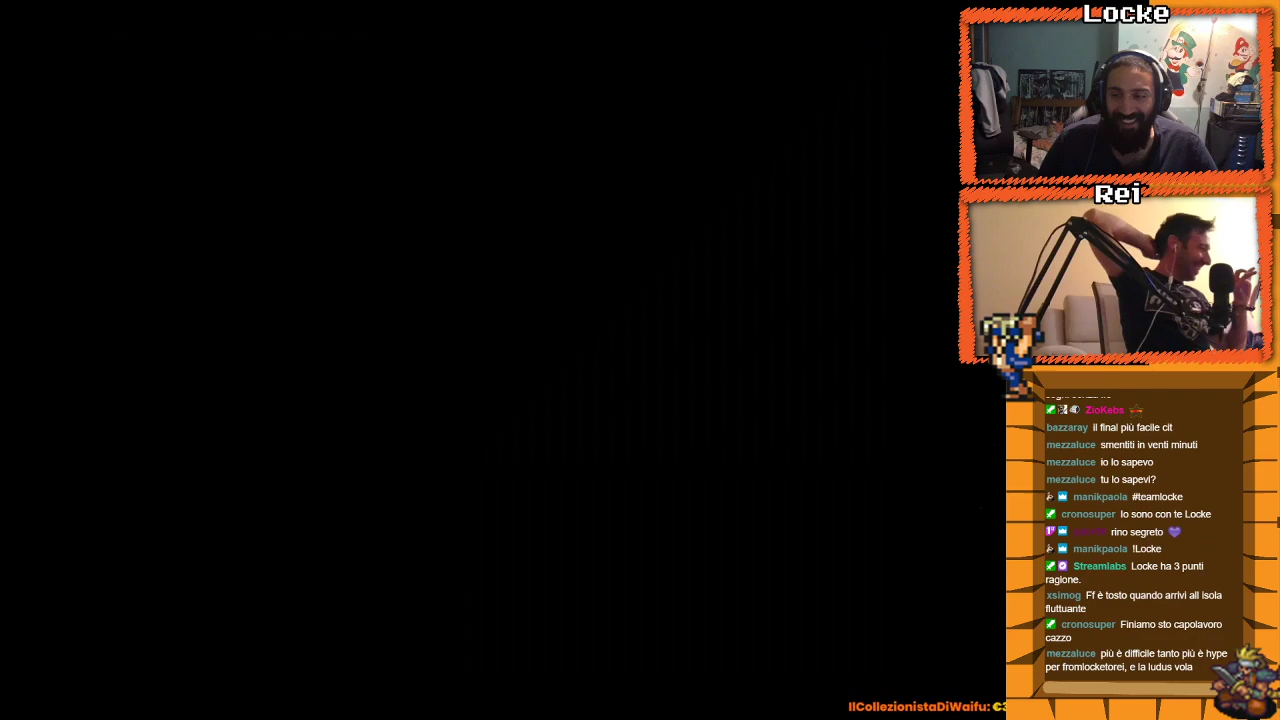 Locke
Rei
ZioKebs
bazzaray il final più facile cit
mezzaluce smentiti in venti minuti
mezzaluce io lo sapevo
mezzaluce tu lo sapevi?
manikpaola #teamlocke
cronosuper Io sono con te Locke
rino segreto
manikpaola !Locke
Streamlabs Locke ha 3 punti
ragione.
xsimog Ff è tosto quando arrivi all isola
fluttuante
cronosuper Finiamo sto capolavoro
cazzo
mezzaluce più è difficile tanto più è hype
per fromlocketorei, e la ludus vola
IlCollezionistaDiWaifu: €3